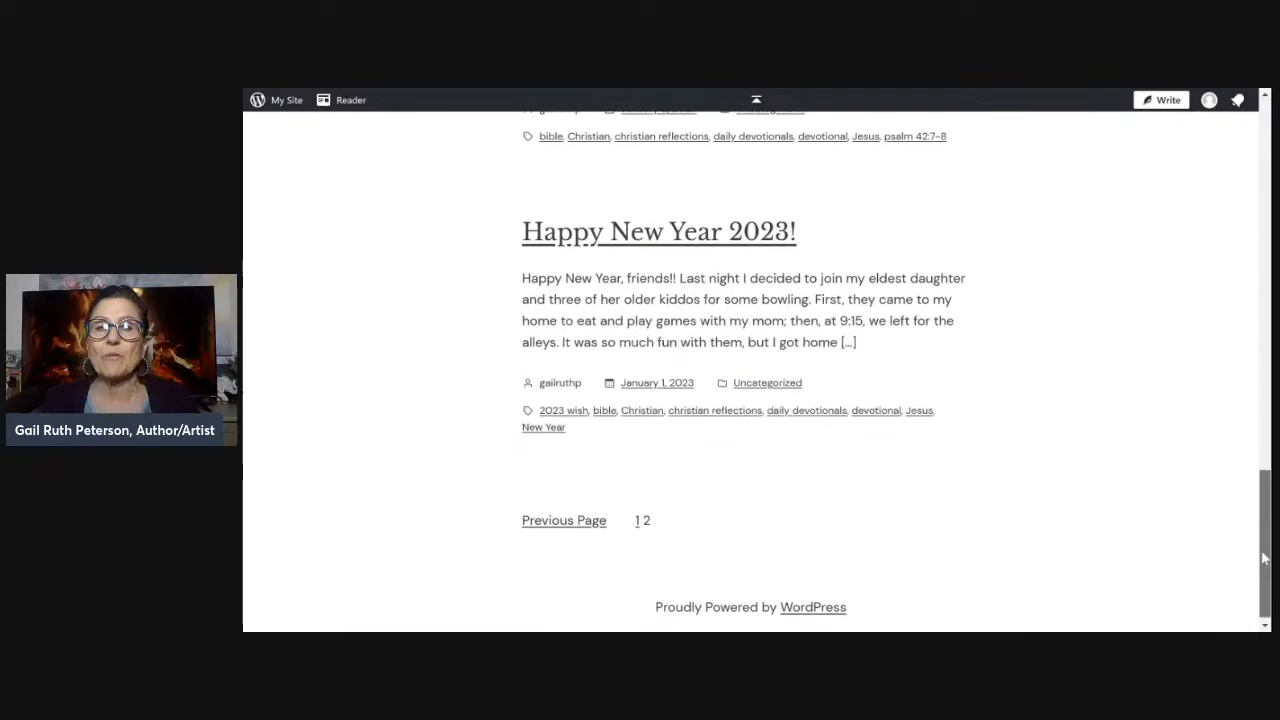 My Site Reader Write
bible, Christian, christian reflections, daily devotionals, devotional, Jesus, psalm 42:7-8
Happy New Year 2023!
Happy New Year, friends!! Last night I decided to join my eldest daughter
and three of her older kiddos for some bowling. First, they came to my
home to eat and play games with my mom; then, at 9:15, we left for the
alleys. It was so much fun with them, but I got home [...]
gailruthp January 1, 2023 Uncategorized
2023 wish, bible, Christian, christian reflections, daily devotionals, devotional, Jesus,
New Year
Gail Ruth Peterson, Author/Artist
Previous Page 1 2
Proudly Powered by WordPress